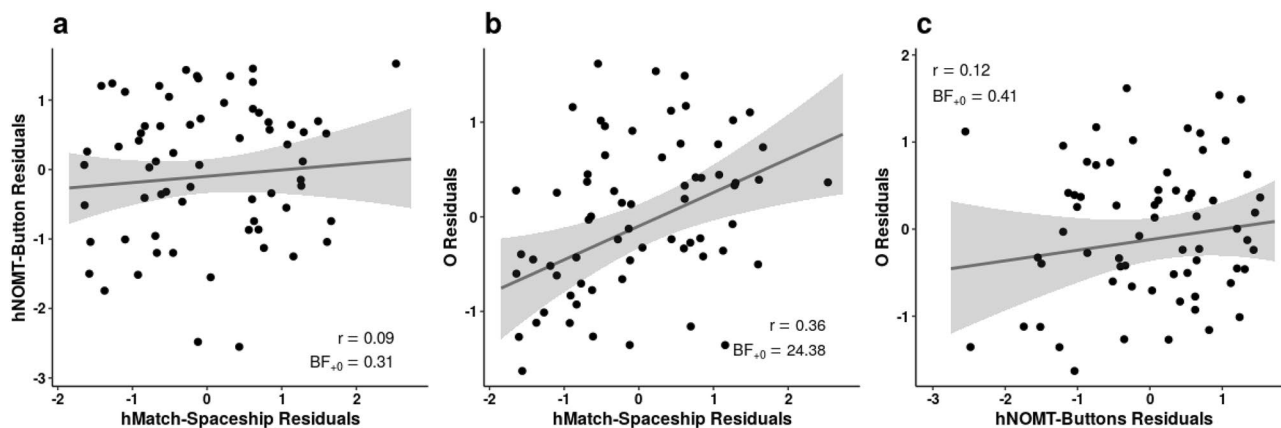 a
hNOMT-Button Residuals
1
0
-1
-2
-3
r = 0.09
BF+0 = 0.31
-2
-1
0
1
2
hMatch-Spaceship Residuals
b
O Residuals
1
0
-1
r = 0.36
BF+0 = 24.38
-2
-1
0
1
2
hMatch-Spaceship Residuals
c
O Residuals
2
1
0
-1
r = 0.12
BF+0 = 0.41
-3
-2
-1
0
1
hNOMT-Buttons Residuals